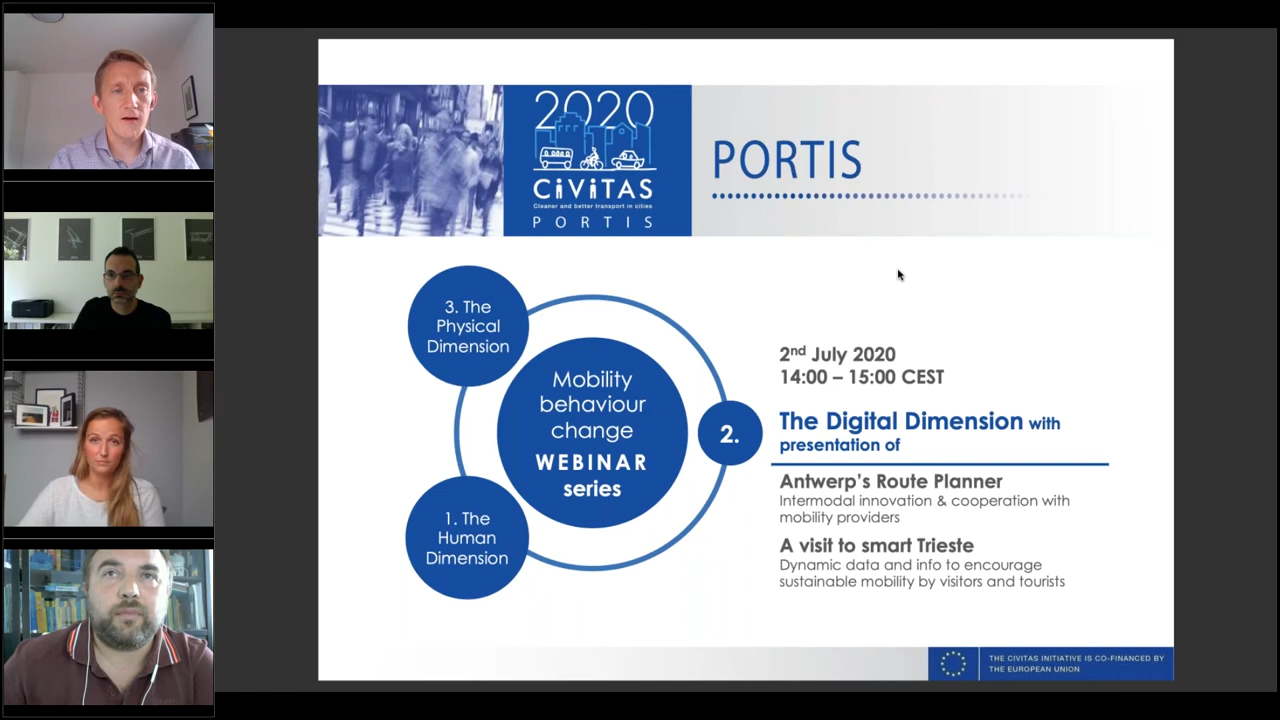 2020
CiViTAS
Cleaner and better transport in cities
PORTIS
PORTIS
3. The
Physical
Dimension
Mobility
behaviour
change
WEBINAR
series
2.
1. The
Human
Dimension
2nd July 2020
14:00 – 15:00 CEST
The Digital Dimension with
presentation of
Antwerp's Route Planner
Intermodal innovation & cooperation with
mobility providers
A visit to smart Trieste
Dynamic data and info to encourage
sustainable mobility by visitors and tourists
THE CIVITAS INITIATIVE IS CO-FINANCED BY
THE EUROPEAN UNION